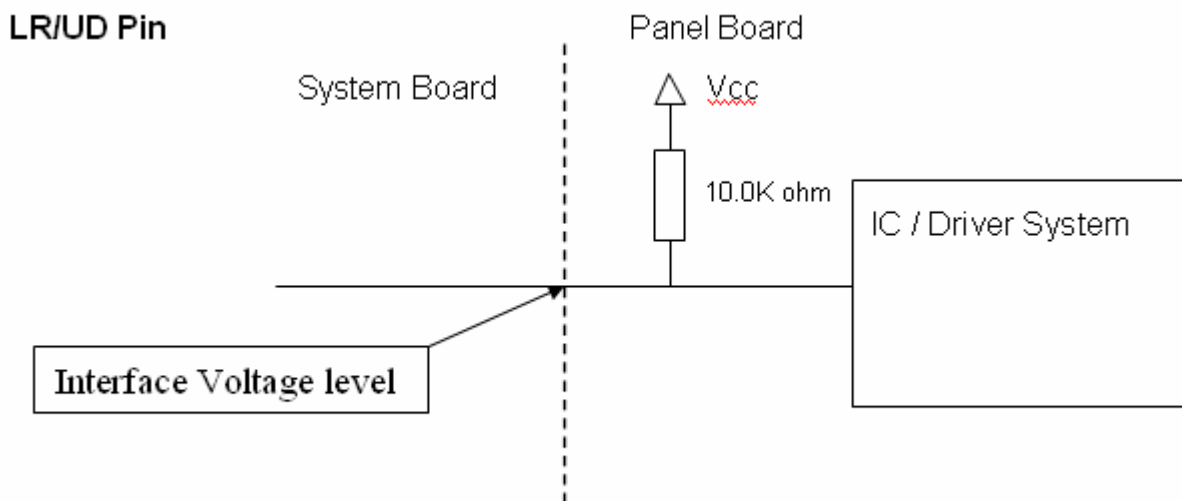 LR/UD Pin
Panel Board
System Board
Vcc
10.0K ohm
IC / Driver System
Interface Voltage level